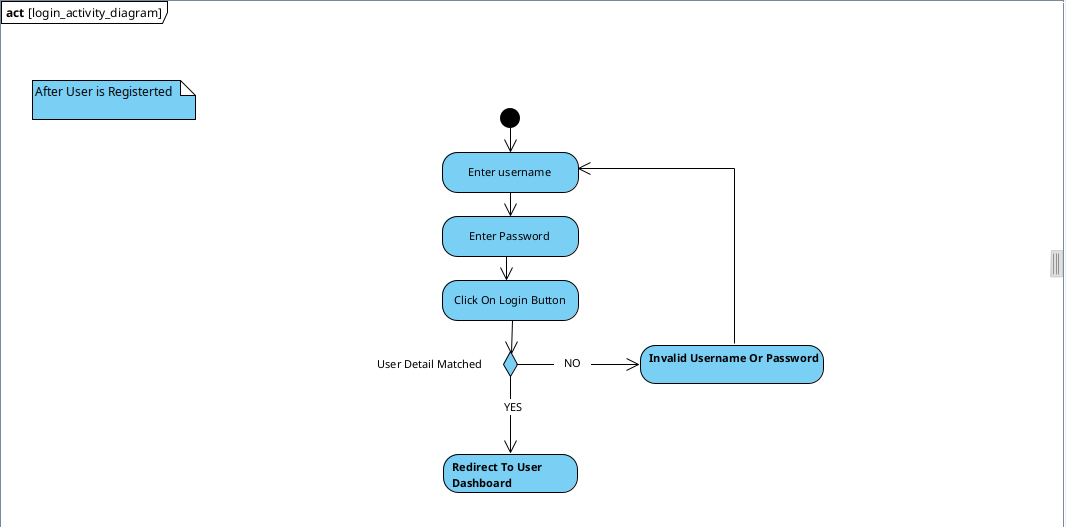 act [login_activity_diagram]
After User is Registerted
Enter username
Enter Password
Click On Login Button
User Detail Matched
NO
Invalid Username Or Password
YES
Redirect To User
Dashboard